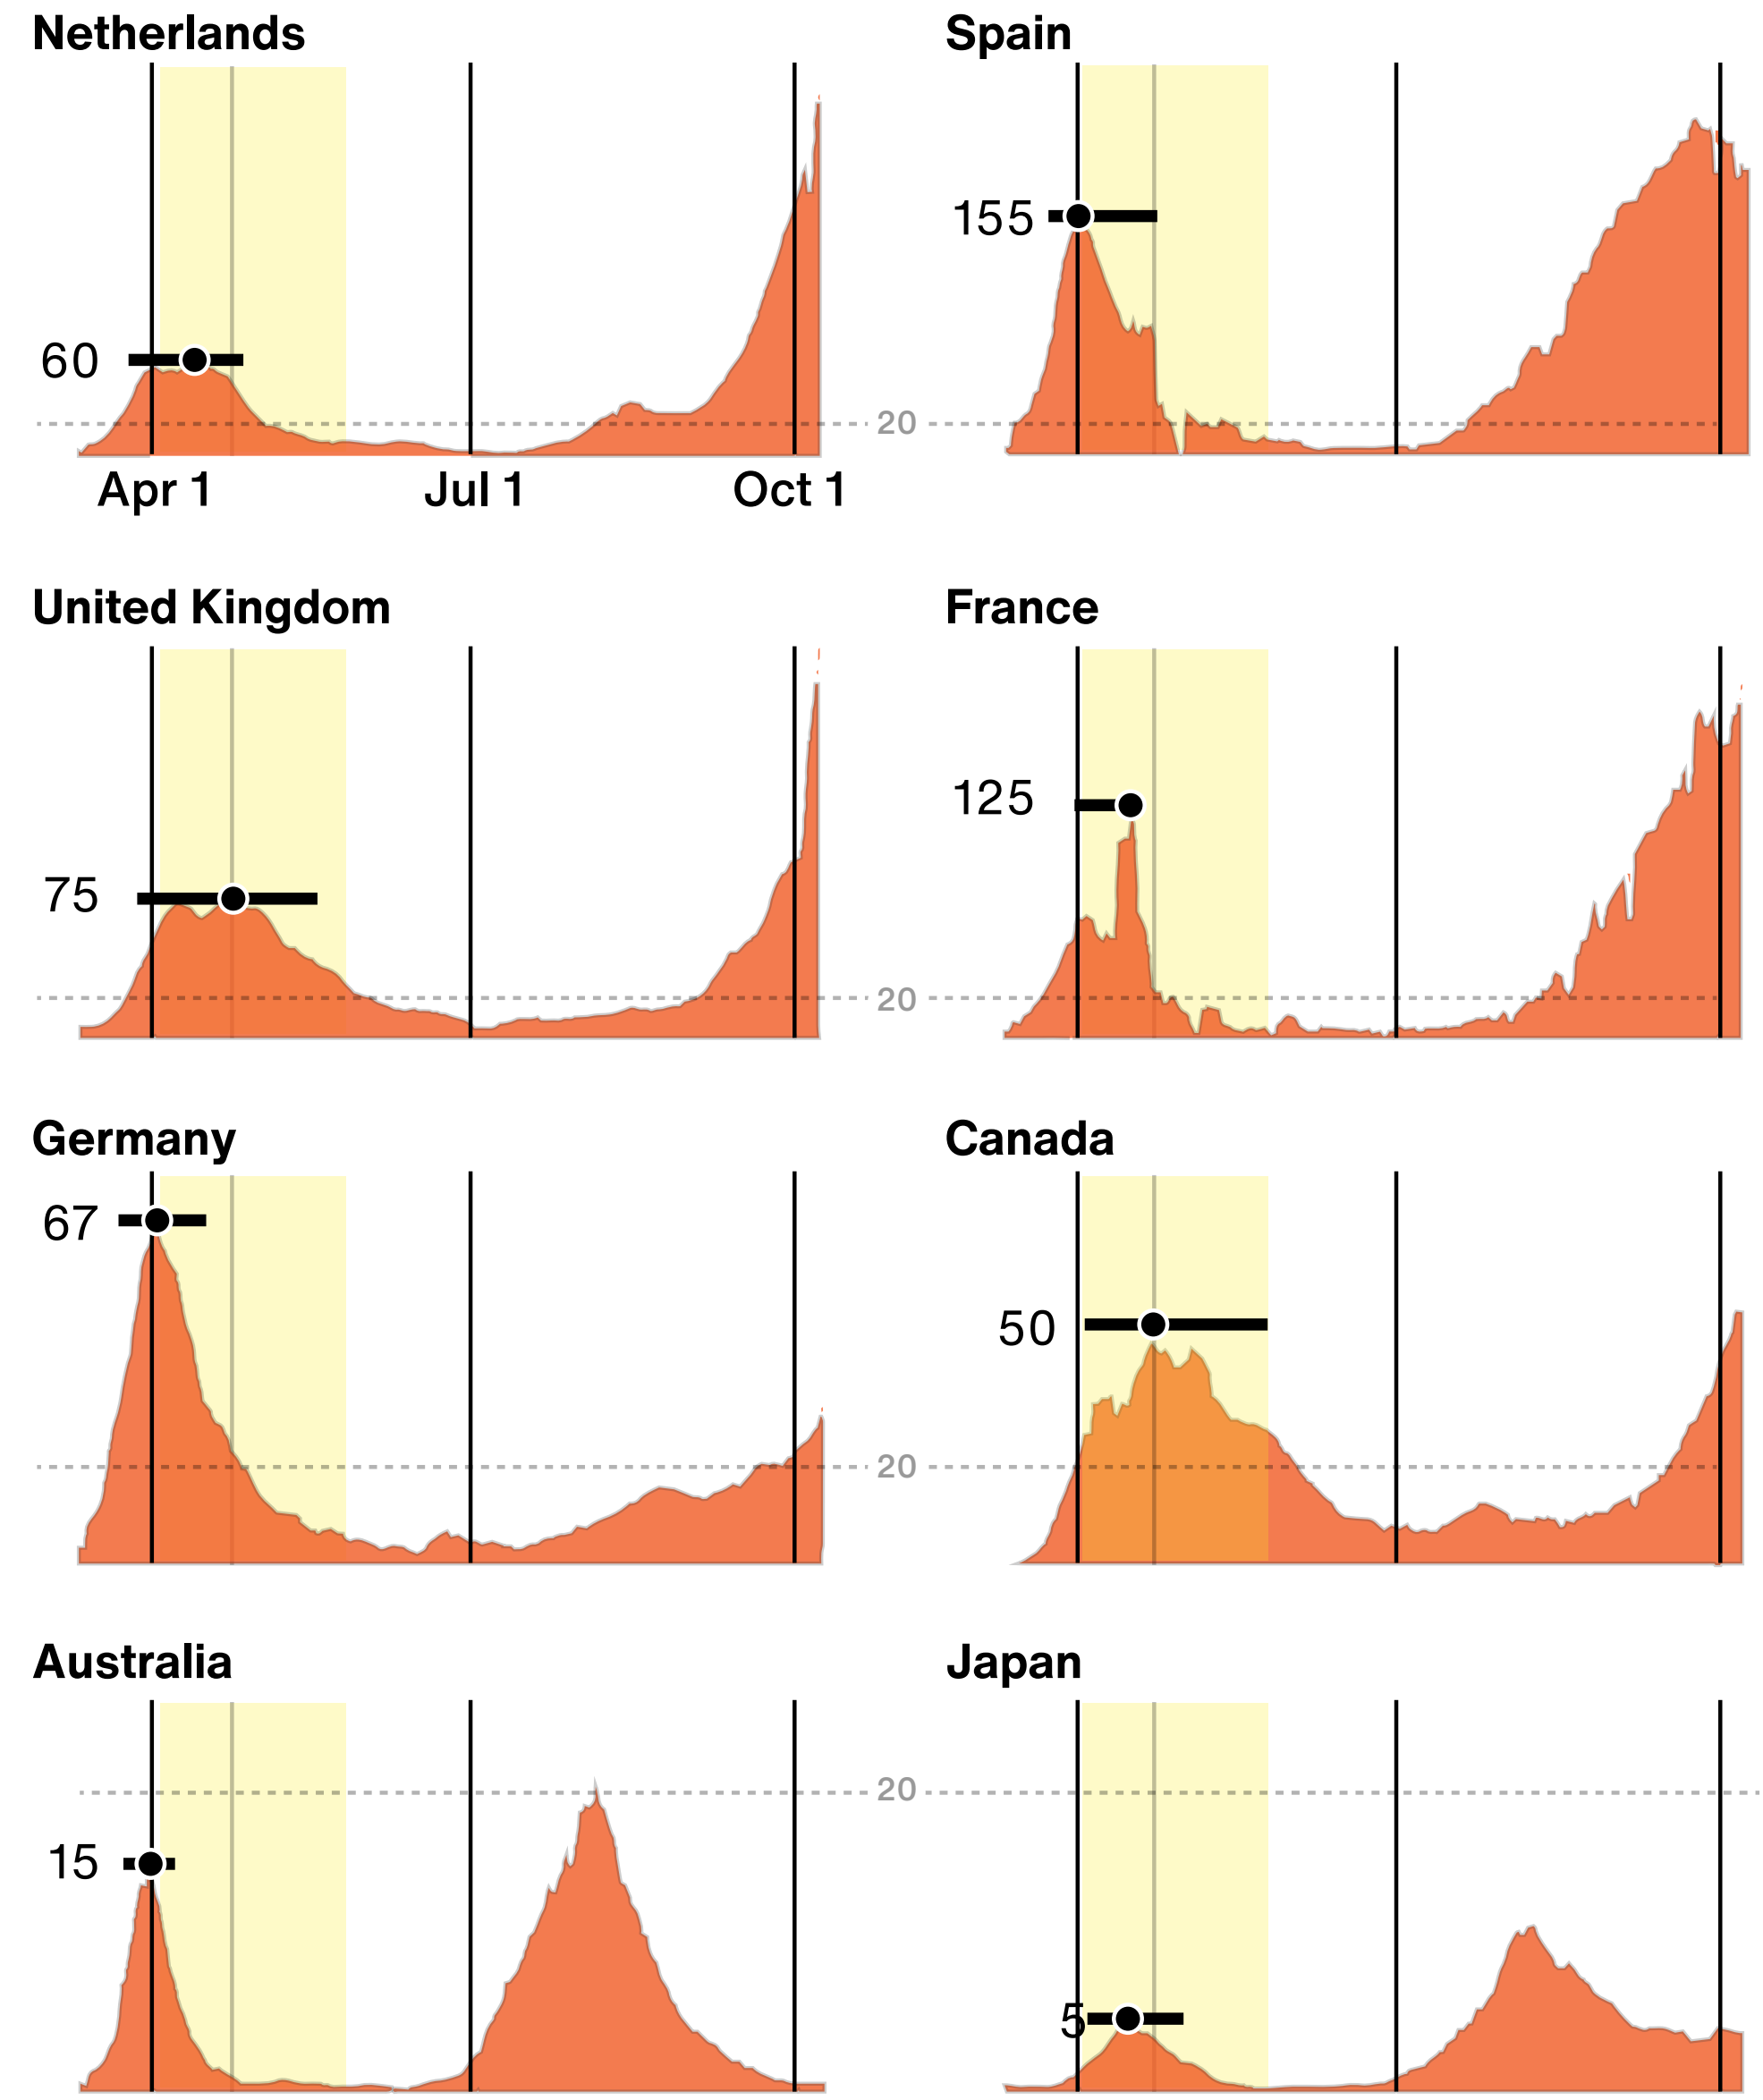 Netherlands
Spain
155
60
20
Apr 1
Jul 1
Oct 1
United Kingdom
France
125
75
20
Germany
Canada
67
50
20
Australia
Japan
20
15
5